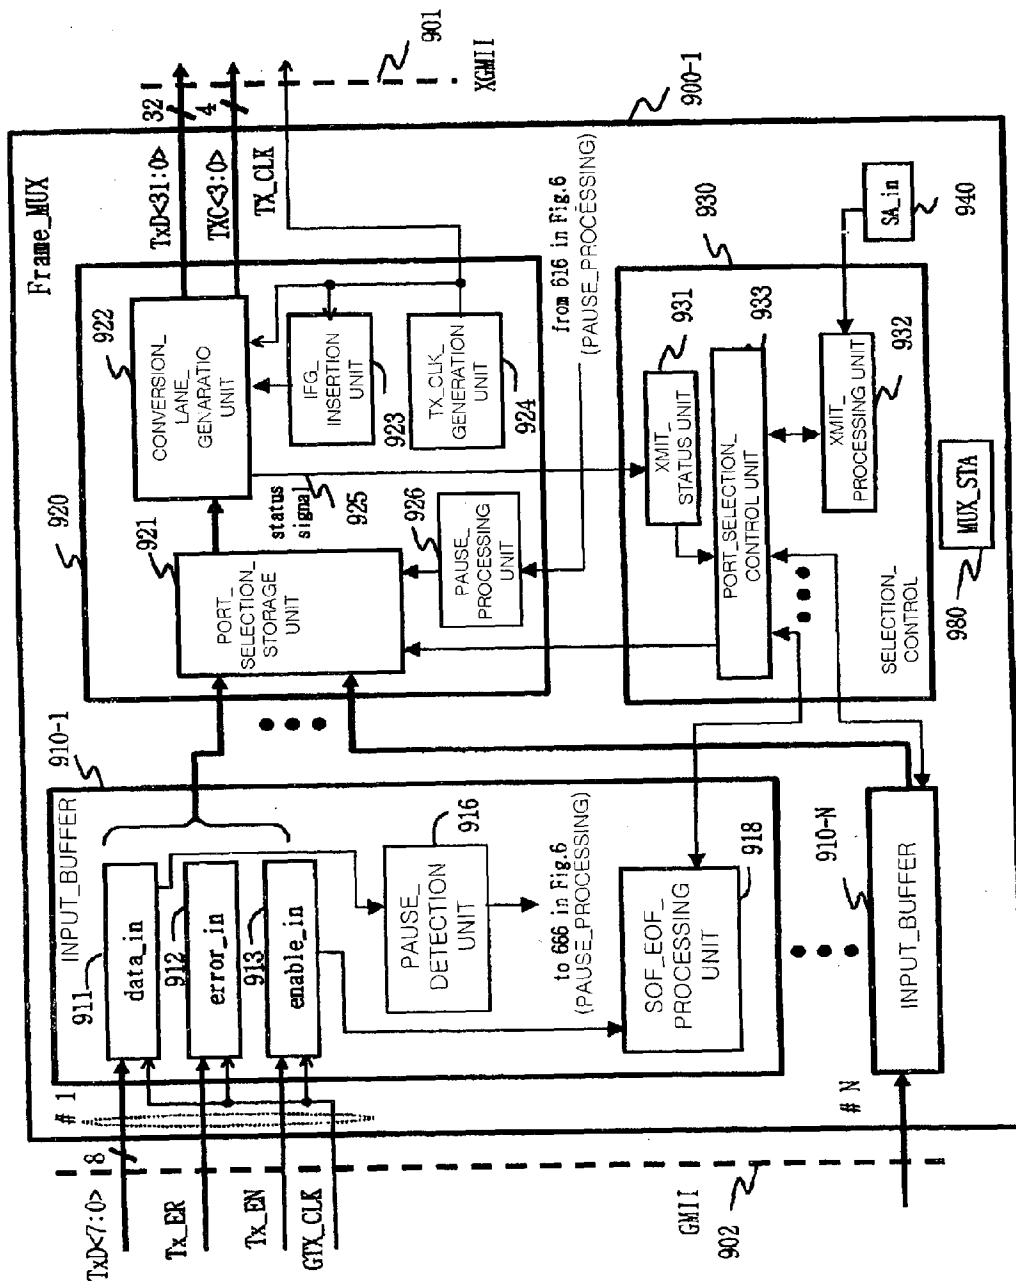 Frame_MUX
900-1
TxD<31:0>
32
TXC<3:0>
4
TX_CLK
901
XGMII
920
921
PORT_
SELECTION_
STORAGE
UNIT
922
CONVERSION_
LANE_
GENARATIO
UNIT
IFG_
INSERTION_
UNIT
923
TX_CLK_
GENERATION
UNIT
924
status
signal
925
926
PAUSE_
PROCESSING
UNIT
from 616 in Fig.6
(PAUSE_PROCESSING)
930
931
XMIT_
STATUS UNIT
933
PORT_SELECTION_
CONTROL UNIT
XMIT_
PROCESSING UNIT
932
SELECTION_
CONTROL
SA_in
940
MUX_STA
980
910-1
INPUT_BUFFER
911
data_in
912
error_in
913
enable_in
916
PAUSE_
DETECTION
UNIT
to 666 in Fig.6
(PAUSE_PROCESSING)
918
SOF_EOF_
PROCESSING
UNIT
910-N
INPUT_BUFFER
# 1
# N
TxD<7:0>
8
Tx_ER
Tx_EN
GTX_CLK
GMII
902